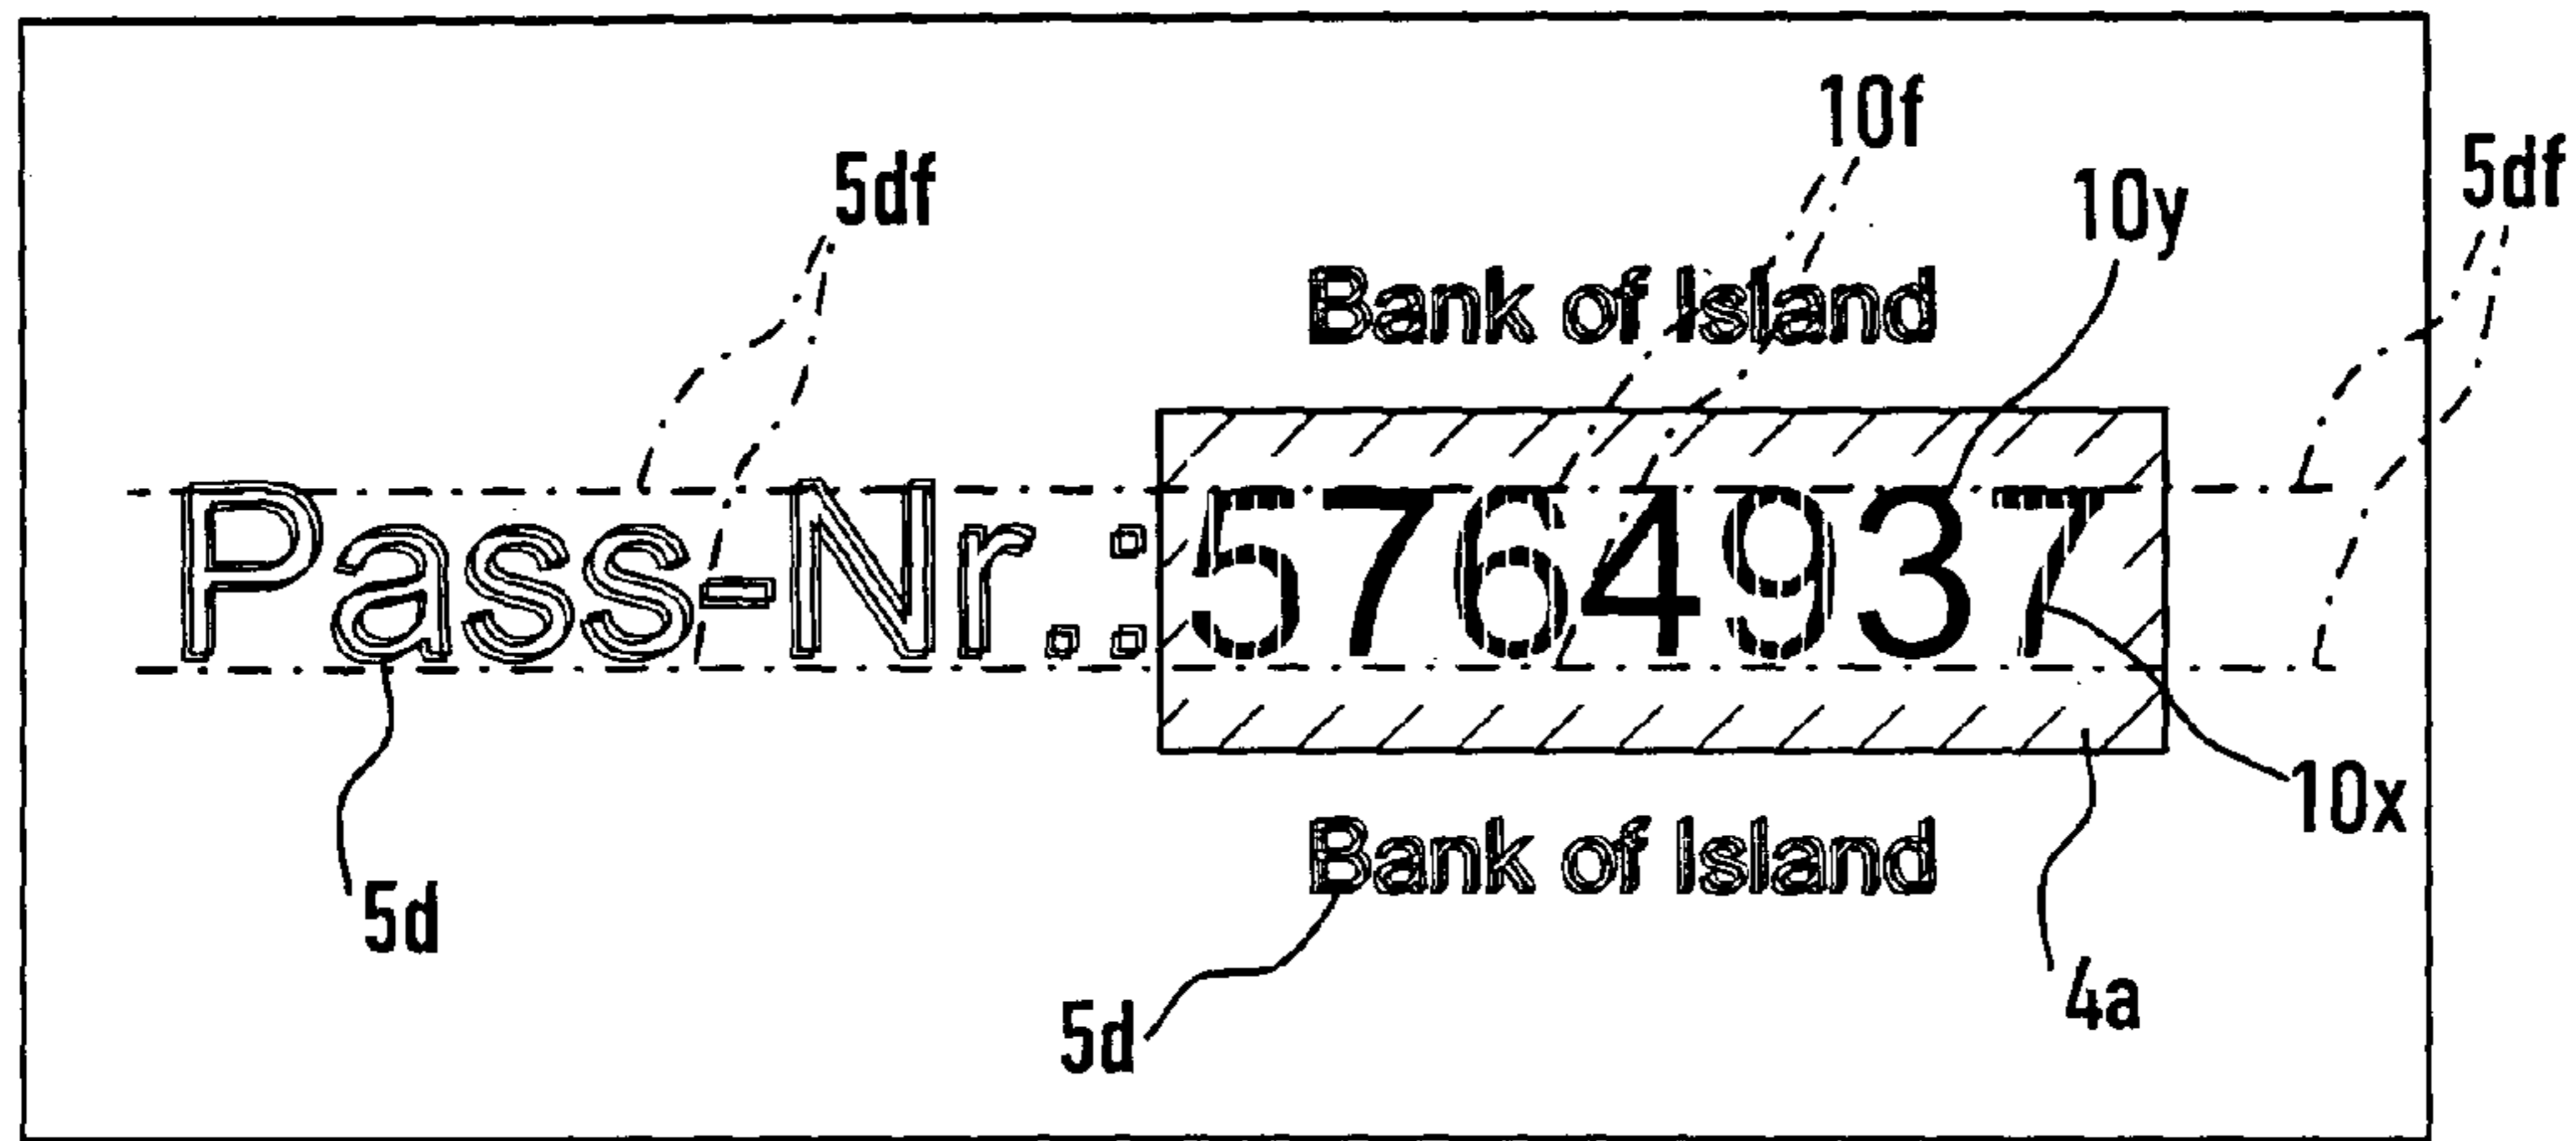 10f
5df
5df
10y
Bank of Island
Pass-Nr.:5764937
10x
Bank of Island
5d
4a
5d